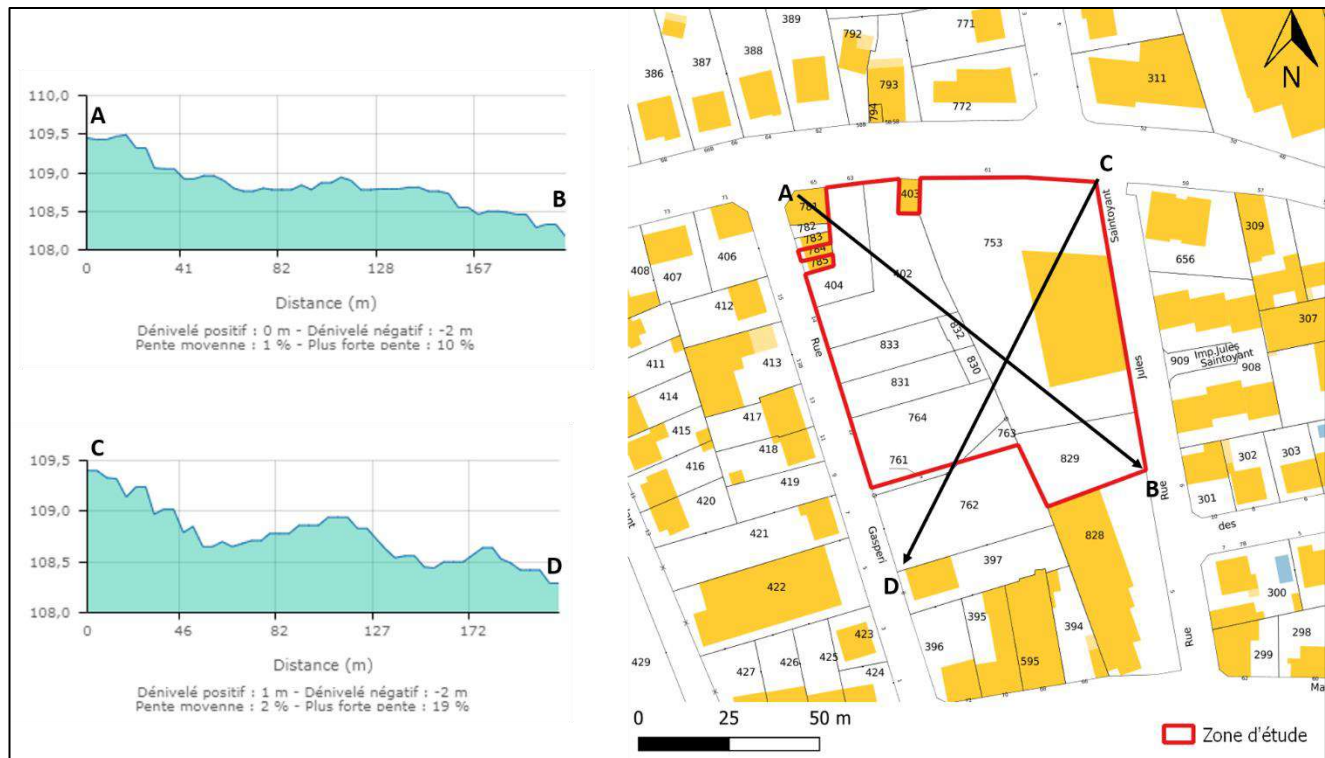 110,0
A
109,5
109,0
B
108,5
108,0
0 41 82 128 167
Distance (m)
Dénivelé positif : 0 m - Dénivelé négatif : -2 m
Pente moyenne : 1 % - Plus forte pente : 10 %
109,5
C
109,0
108,5
D
108,0
0 46 82 127 172
Distance (m)
Dénivelé positif : 1 m - Dénivelé négatif : -2 m
Pente moyenne : 2 % - Plus forte pente : 19 %
389
792
771
388
387
386
793
772
794
311
N
A
C
781
403
782
783
784
785
404
402
753
Saintoyant
656
309
307
408
407
406
412
411
413
414
415
416
417
418
419
420
421
422
Rue
833
832
830
831
764
763
761
829
Jules
909
Imp.Jules
Saintoyant
908
302
303
301
B
Rue
des
762
828
397
D
Gasperi
300
395
394
396
595
423
424
425
426
427
429
Rue
298
299
Ma
0 25 50 m
Zone d'étude